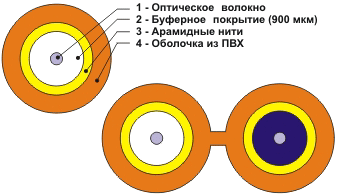 1 - Оптическое волокно
2 - Буферное покрытие (900 мкм)
3 - Арамидные нити
4 - Оболочка из ПВХ